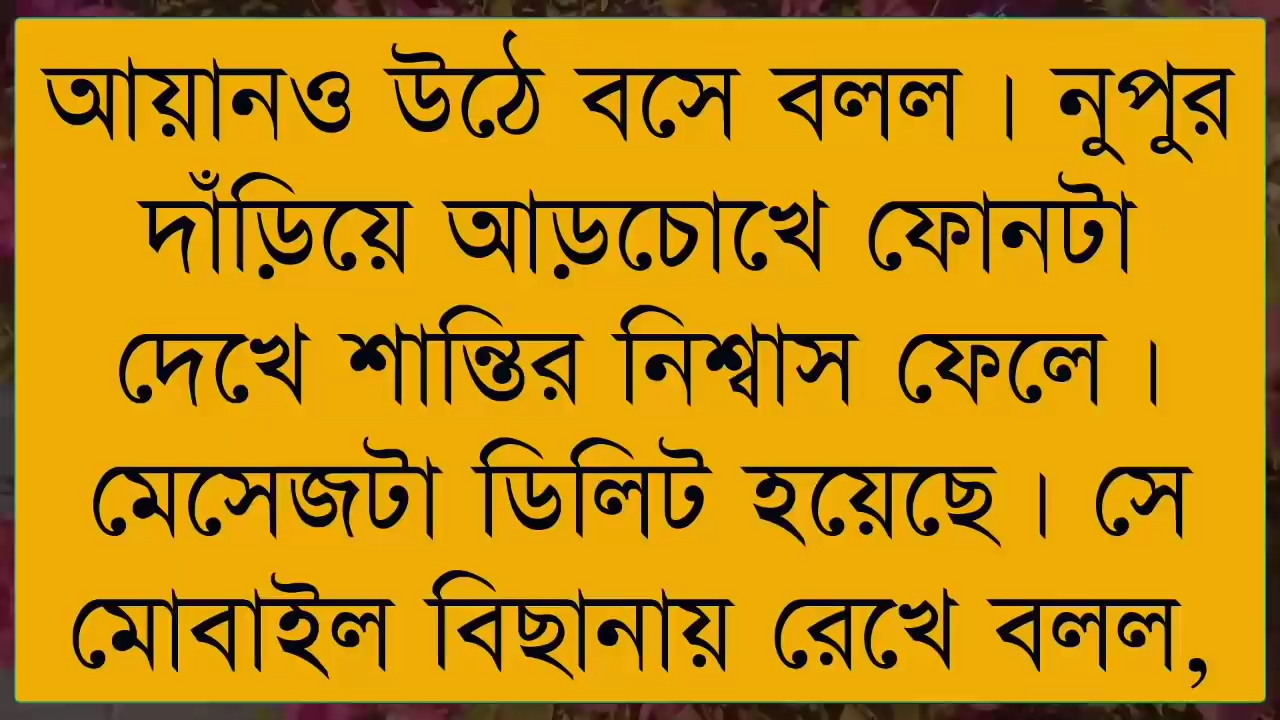 আয়ানও উঠে বসে বলল । নুপুর
দাঁড়িয়ে আড়চোখে ফোনটা
দেখে শান্তির নিশ্বাস ফেলে ।
মেসেজটা ডিলিট হয়েছে । সে
মোবাইল বিছানায় রেখে বলল,